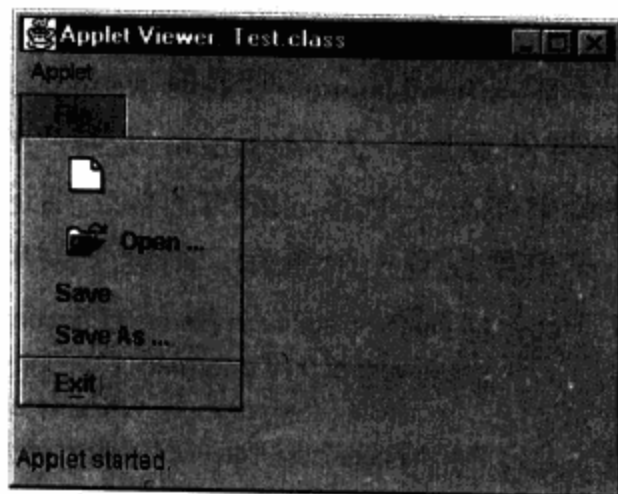 Applet Viewer: Test.class
Applet
File
Open ...
Save
Save As ...
Exit
Applet started.